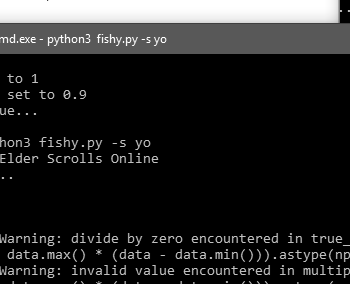 md.exe - python3 fishy.py -s yo
to 1
set to 0.9
ue...
hon3 fishy.py -s yo
Elder Scrolls Online
..
Warning: divide by zero encountered in true_
data.max() * (data - data.min())).astype(np
Warning: invalid value encountered in multip